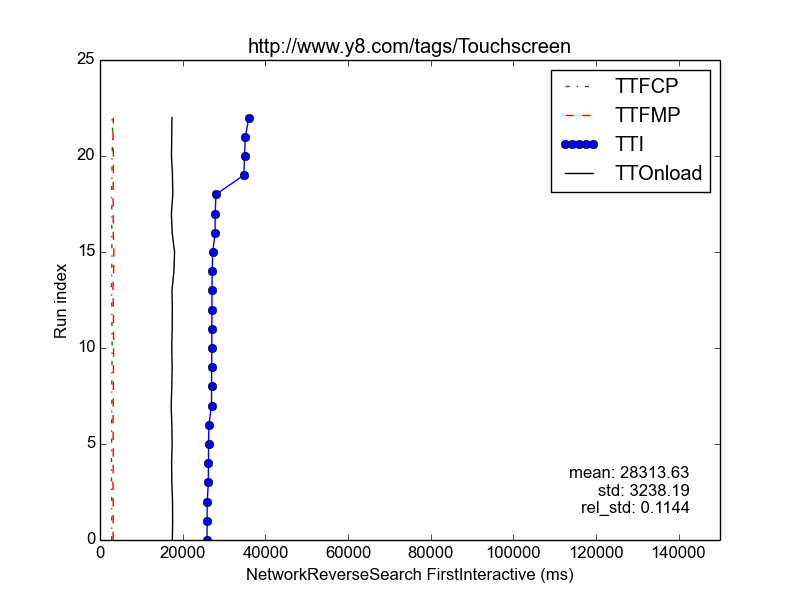 http://www.y8.com/tags/Touchscreen
TTFCP
TTFMP
TTI
TTOnload
25
20
15
10
5
0
Run index
mean: 28313.63
std: 3238.19
rel_std: 0.1144
0 20000 40000 60000 80000 100000 120000 140000
NetworkReverseSearch FirstInteractive (ms)